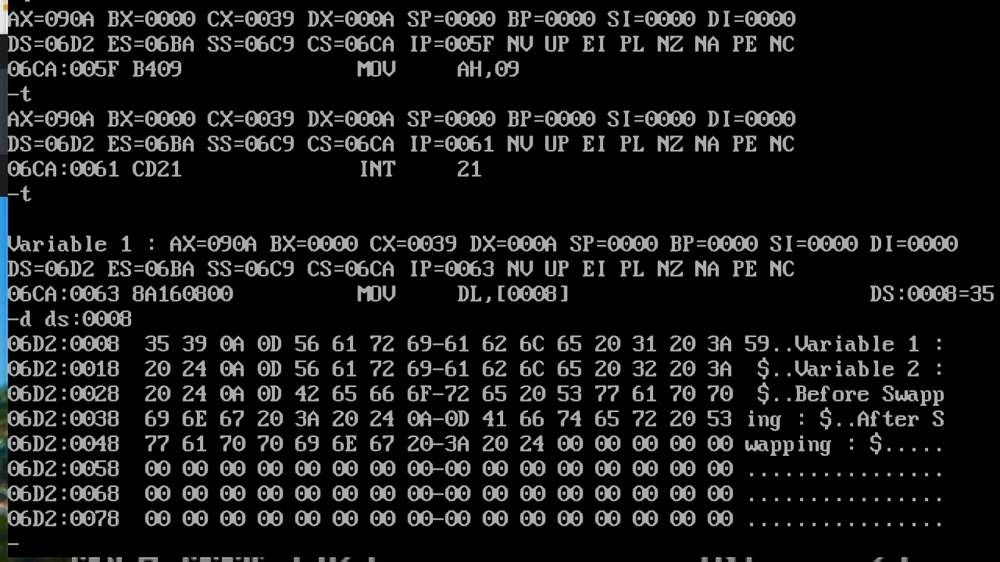 AX=090A BX=0000 CX=0039 DX=000A SP=0000 BP=0000 SI=0000 DI=0000
DS=06D2 ES=06BA SS=06C9 CS=06CA IP=005F NV UP EI PL NZ NA PE NC
06CA:005F B409 MOV AH,09
-t
AX=090A BX=0000 CX=0039 DX=000A SP=0000 BP=0000 SI=0000 DI=0000
DS=06D2 ES=06BA SS=06C9 CS=06CA IP=0061 NV UP EI PL NZ NA PE NC
06CA:0061 CD21 INT 21
-t
Variable 1 : AX=090A BX=0000 CX=0039 DX=000A SP=0000 BP=0000 SI=0000 DI=0000
DS=06D2 ES=06BA SS=06C9 CS=06CA IP=0063 NV UP EI PL NZ NA PE NC
06CA:0063 8A160800 MOV DL,[0008] DS:0008=35
-d ds:0008
06D2:0008 35 39 0A 0D 56 61 72 69-61 62 6C 65 20 31 20 3A 59..Variable 1 :
06D2:0018 20 24 0A 0D 56 61 72 69-61 62 6C 65 20 32 20 3A $..Variable 2 :
06D2:0028 20 24 0A 0D 42 65 66 6F-72 65 20 53 77 61 70 70 $..Before Swapp
06D2:0038 69 6E 67 20 3A 20 24 0A-0D 41 66 74 65 72 20 53 ing : $..After S
06D2:0048 77 61 70 70 69 6E 67 20-3A 20 24 00 00 00 00 00 wapping : $.....
06D2:0058 00 00 00 00 00 00 00 00-00 00 00 00 00 00 00 00 ................
06D2:0068 00 00 00 00 00 00 00 00-00 00 00 00 00 00 00 00 ................
06D2:0078 00 00 00 00 00 00 00 00-00 00 00 00 00 00 00 00 ................
-